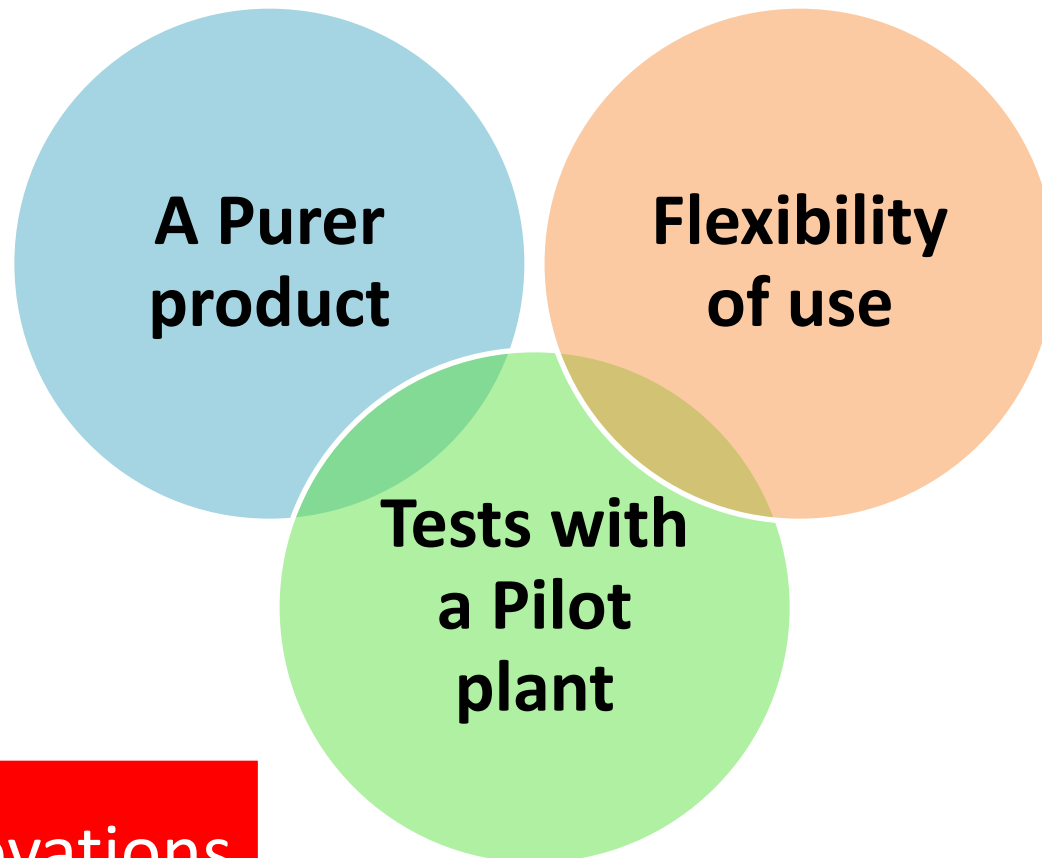 A Purer
product
Flexibility
of use
Tests with
a Pilot
plant